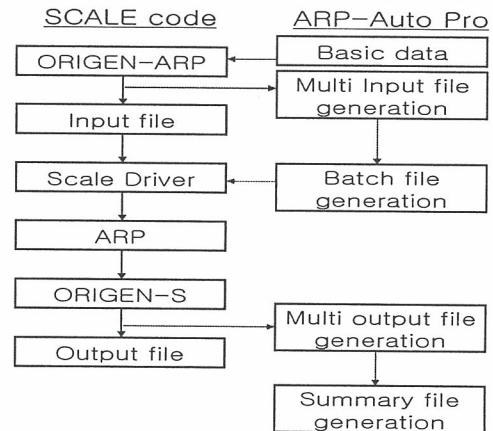 SCALE code
ARP-Auto Pro
ORIGEN-ARP
Basic data
Multi Input file
generation
Input file
Scale Driver
Batch file
generation
ARP
ORIGEN-S
Multi output file
generation
Output file
Summary file
generation